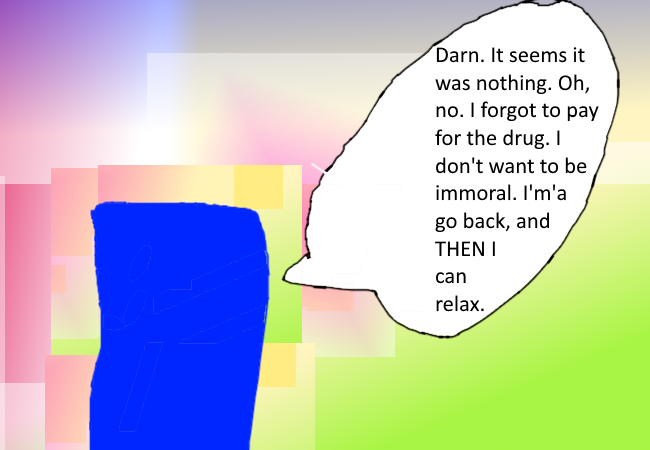 Darn. It seems it
was nothing. Oh,
no. I forgot to pay
for the drug. I
don't want to be
immoral. I'm'a
go back, and
THEN I
can
relax.